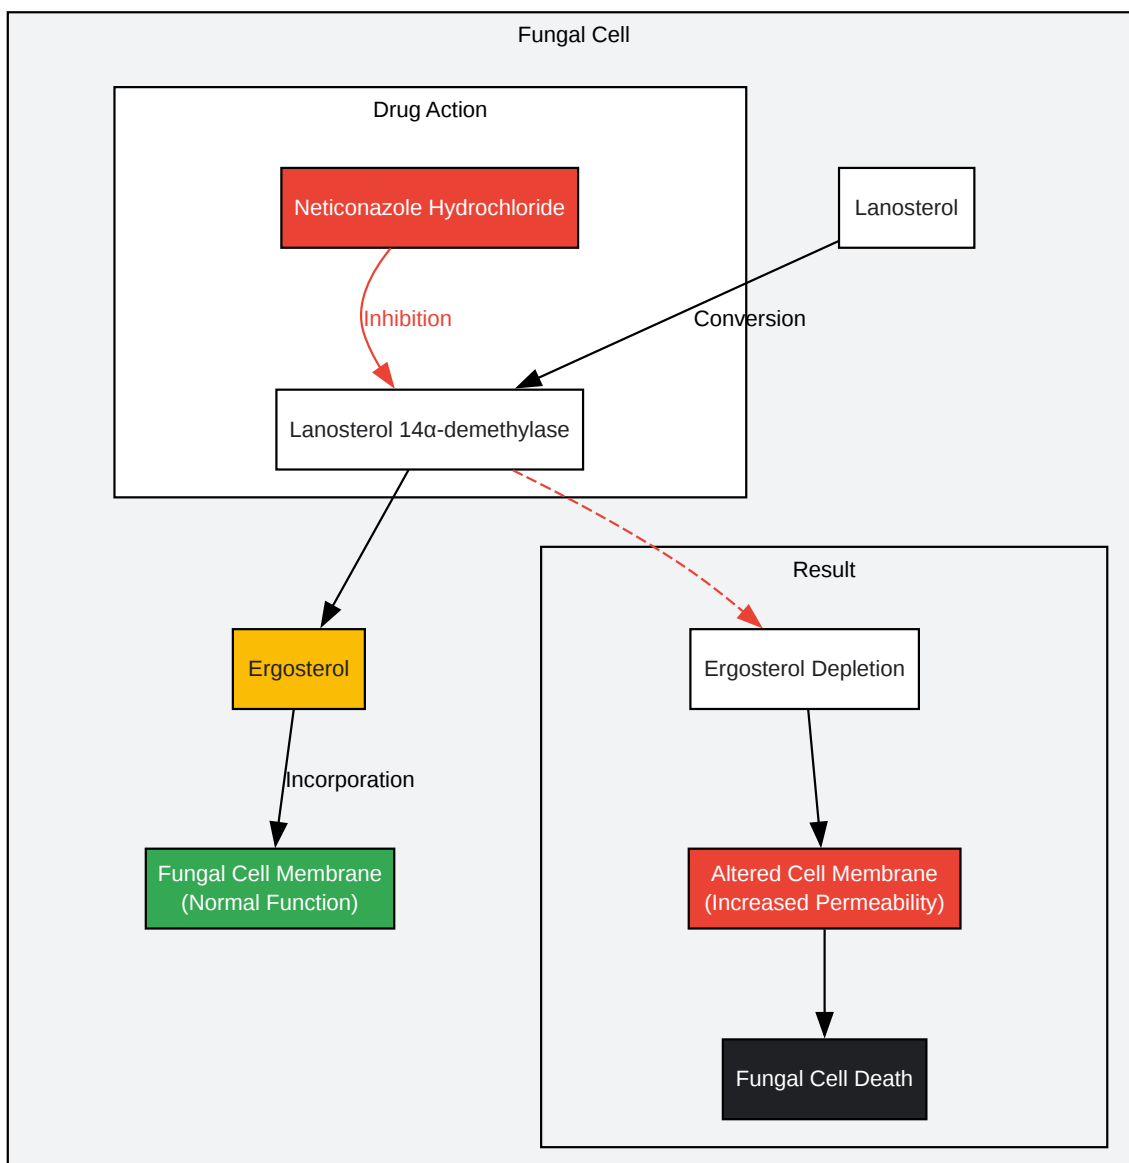 Fungal Cell
Drug Action
Neticonazole Hydrochloride
Lanosterol
Inhibition
Conversion
Lanosterol 14α-demethylase
Result
Ergosterol
Ergosterol Depletion
Incorporation
Fungal Cell Membrane
(Normal Function)
Altered Cell Membrane
(Increased Permeability)
Fungal Cell Death